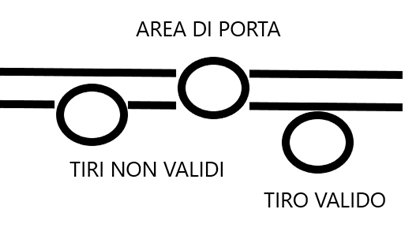 AREA DI PORTA
TIRI NON VALIDI
TIRO VALIDO